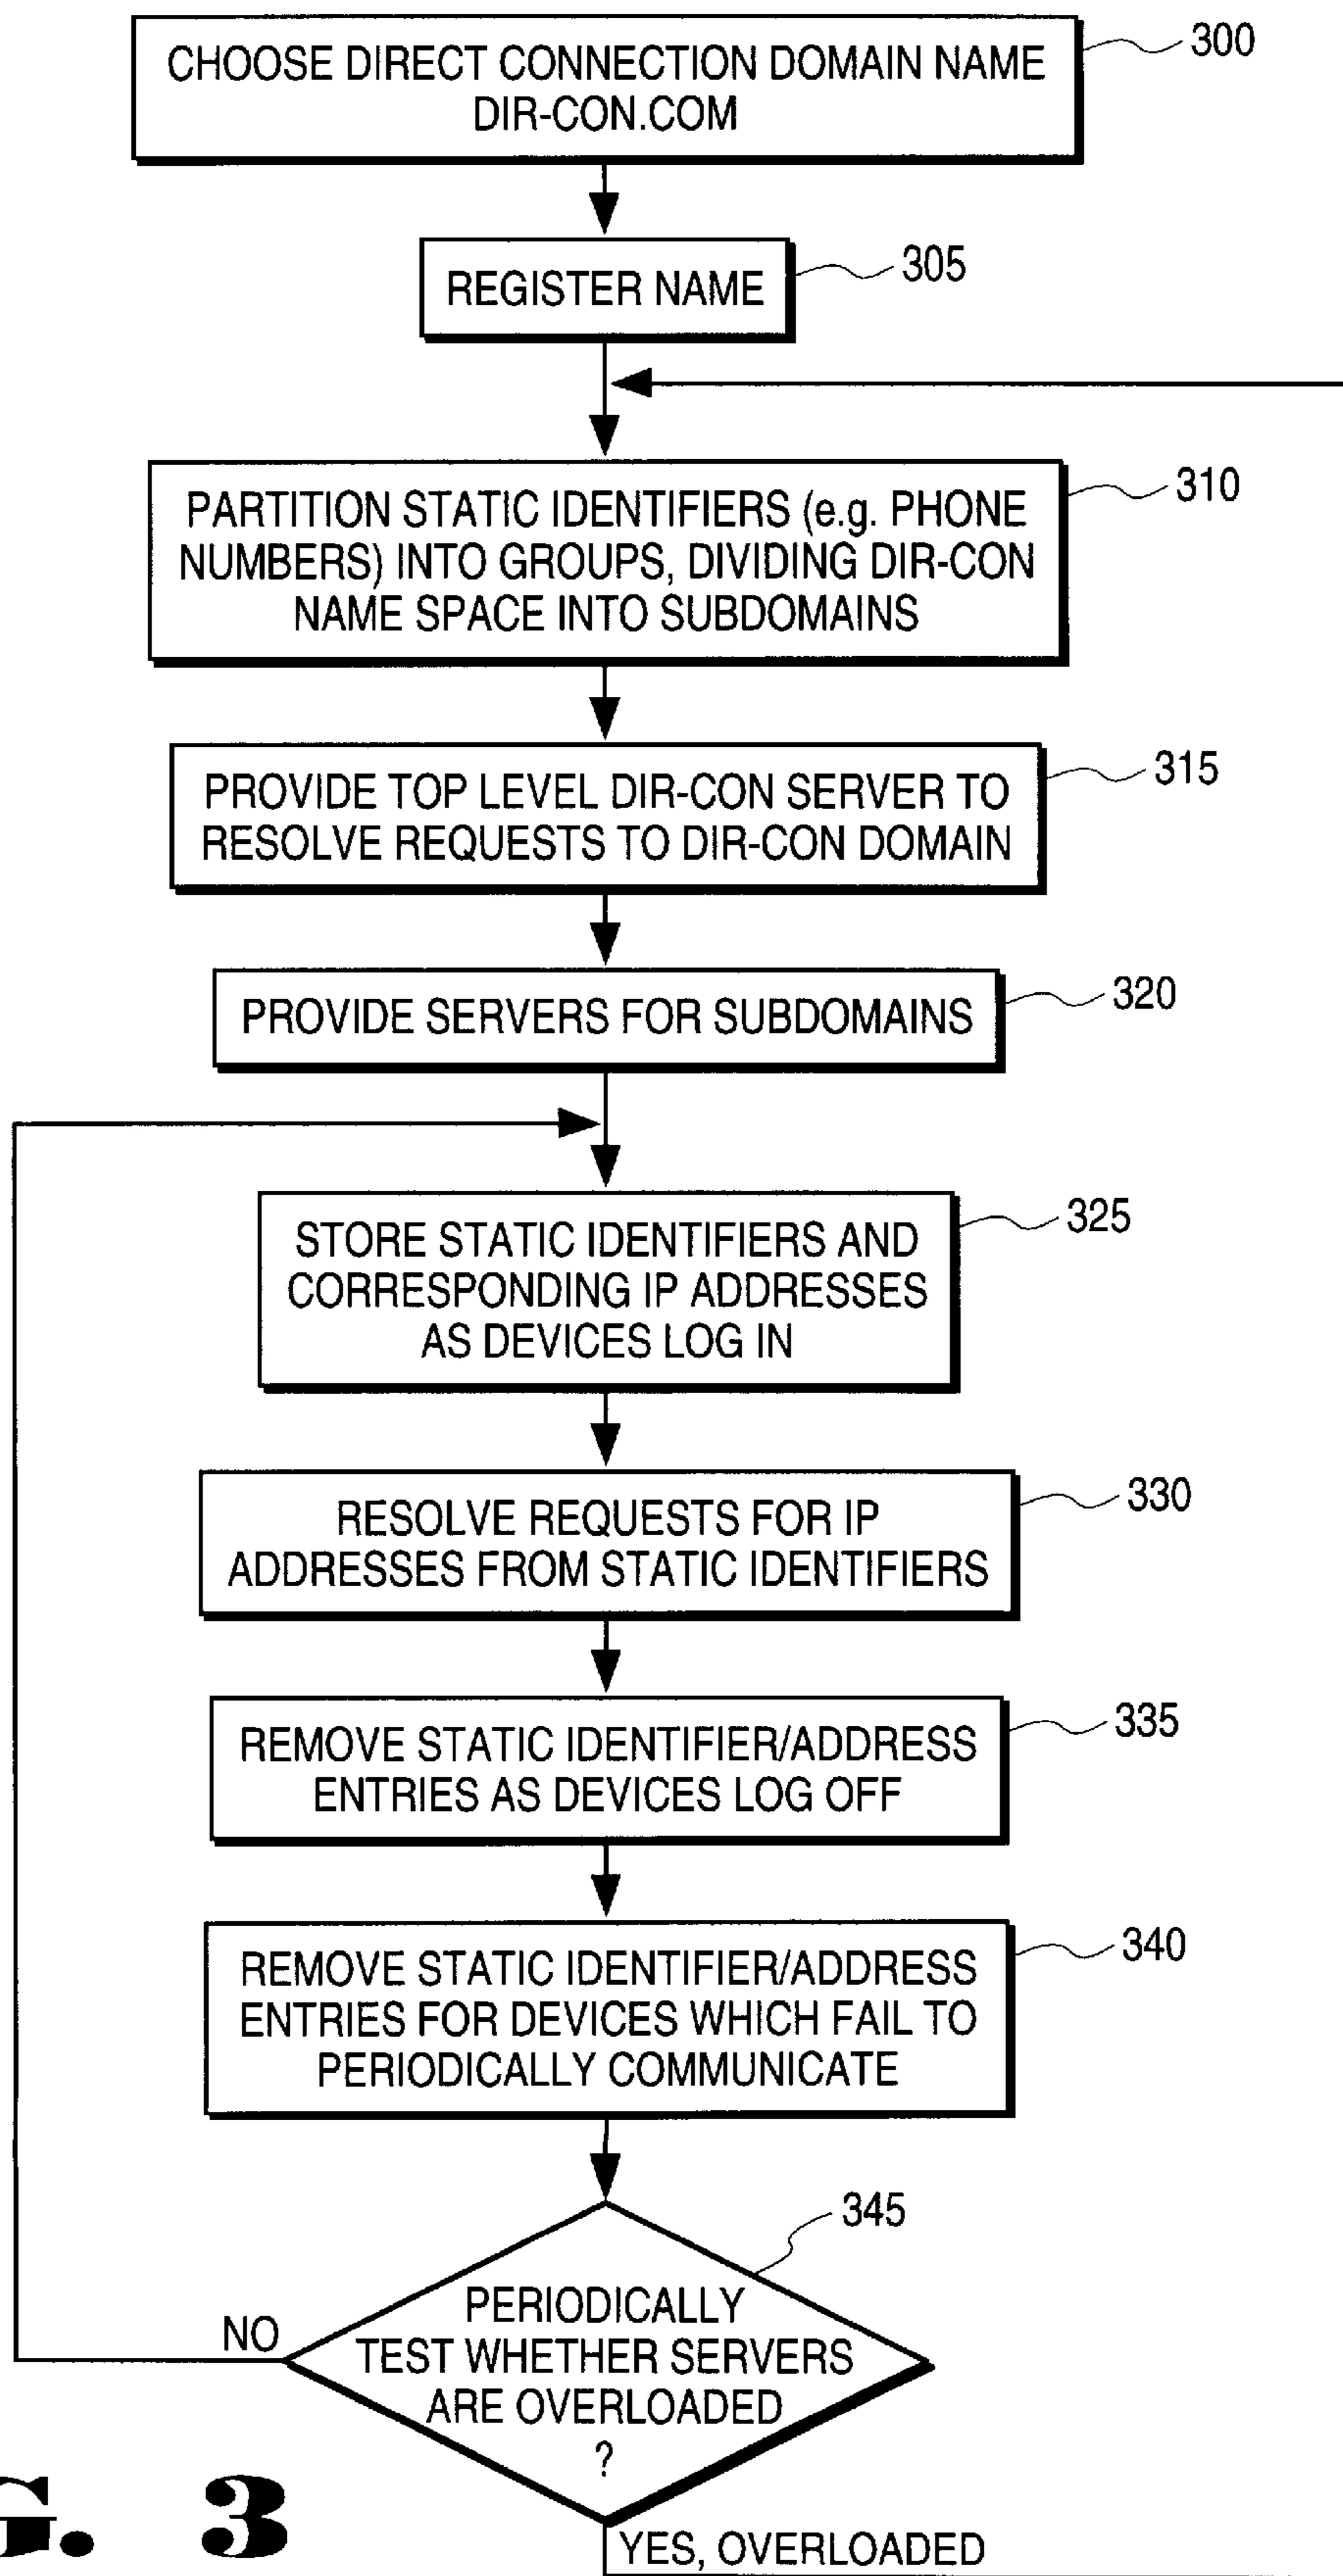 CHOOSE DIRECT CONNECTION DOMAIN NAME
DIR-CON.COM
300
REGISTER NAME
305
PARTITION STATIC IDENTIFIERS (e.g. PHONE
NUMBERS) INTO GROUPS, DIVIDING DIR-CON
NAME SPACE INTO SUBDOMAINS
310
PROVIDE TOP LEVEL DIR-CON SERVER TO
RESOLVE REQUESTS TO DIR-CON DOMAIN
315
PROVIDE SERVERS FOR SUBDOMAINS
320
STORE STATIC IDENTIFIERS AND
CORRESPONDING IP ADDRESSES
AS DEVICES LOG IN
325
RESOLVE REQUESTS FOR IP
ADDRESSES FROM STATIC IDENTIFIERS
330
REMOVE STATIC IDENTIFIER/ADDRESS
ENTRIES AS DEVICES LOG OFF
335
REMOVE STATIC IDENTIFIER/ADDRESS
ENTRIES FOR DEVICES WHICH FAIL TO
PERIODICALLY COMMUNICATE
340
345
PERIODICALLY
TEST WHETHER SERVERS
ARE OVERLOADED
?
NO
YES, OVERLOADED
G. 3